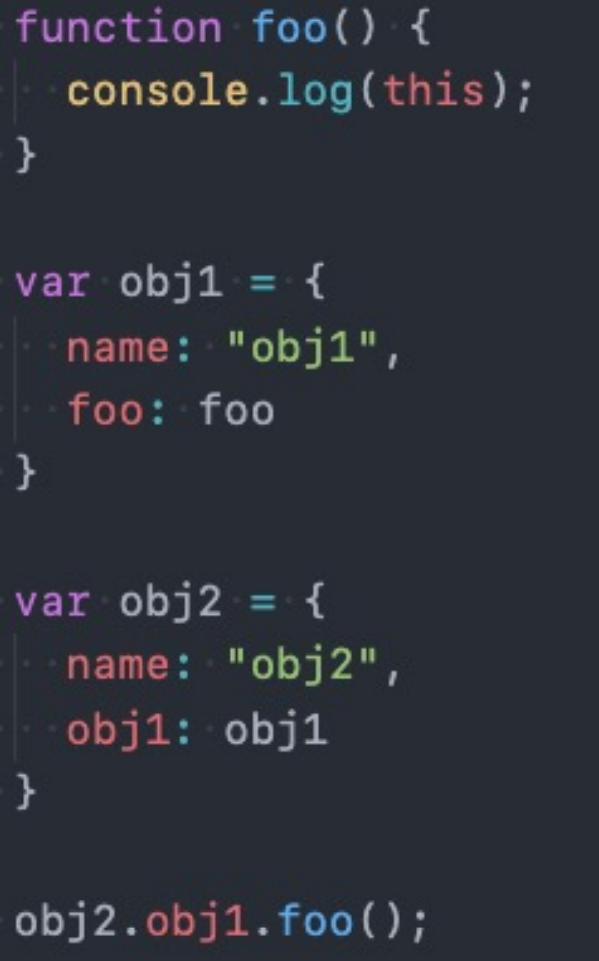 function foo() {
  console.log(this);
}

var obj1 = {
  name: "obj1",
  foo: foo
}

var obj2 = {
  name: "obj2",
  obj1: obj1
}

obj2.obj1.foo();